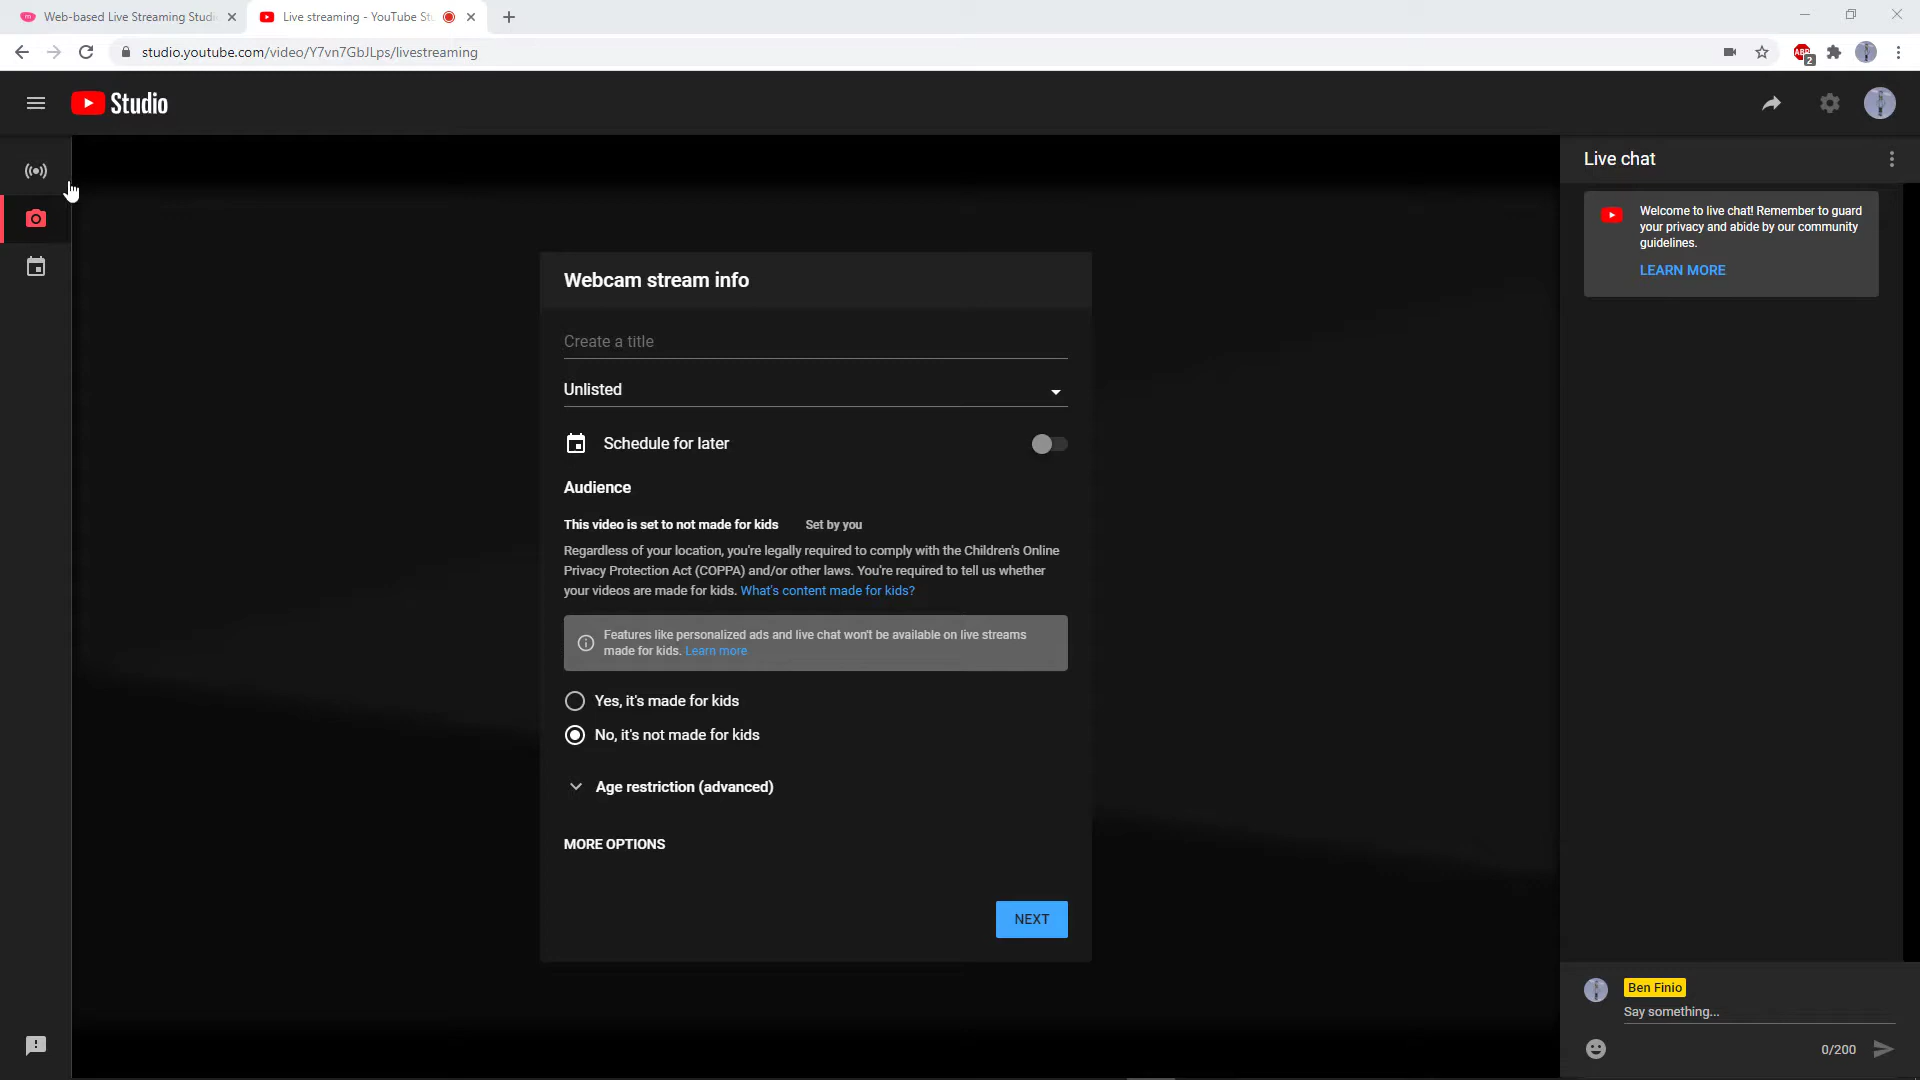 Web-based Live Streaming Studi
Live streaming - YouTube St
studio.youtube.com/video/Y7vn7GbJLps/livestreaming
ABP
2
Studio
Live chat
Welcome to live chat! Remember to guard
your privacy and abide by our community
guidelines.
LEARN MORE
Webcam stream info
Create a title
Unlisted
Schedule for later
Audience
This video is set to not made for kids Set by you
Regardless of your location, you're legally required to comply with the Children's Online
Privacy Protection Act (COPPA) and/or other laws. You're required to tell us whether
your videos are made for kids. What's content made for kids?
Features like personalized ads and live chat won't be available on live streams
made for kids. Learn more
Yes, it's made for kids
No, it's not made for kids
Age restriction (advanced)
MORE OPTIONS
NEXT
Ben Finio
Say something...
0/200